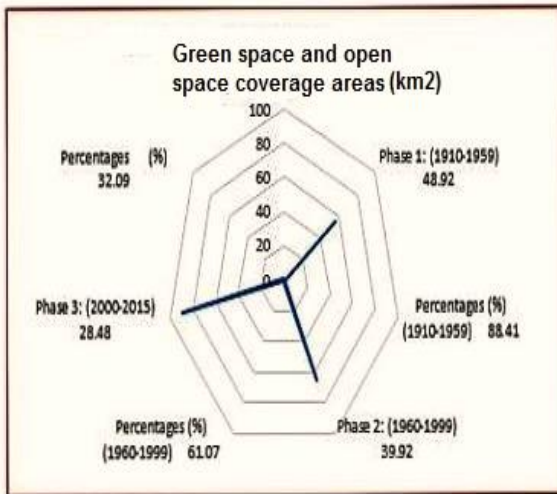 Green space and open
space coverage areas (km2)
100
80
60
40
20
0
Phase 1: (1910-1959)
48.92
Percentages (%)
(1910-1959) 88.41
Phase 2: (1960-1999)
39.92
Percentages (%)
(1960-1999) 61.07
Phase 3: (2000-2015)
28.48
Percentages (%)
32.09